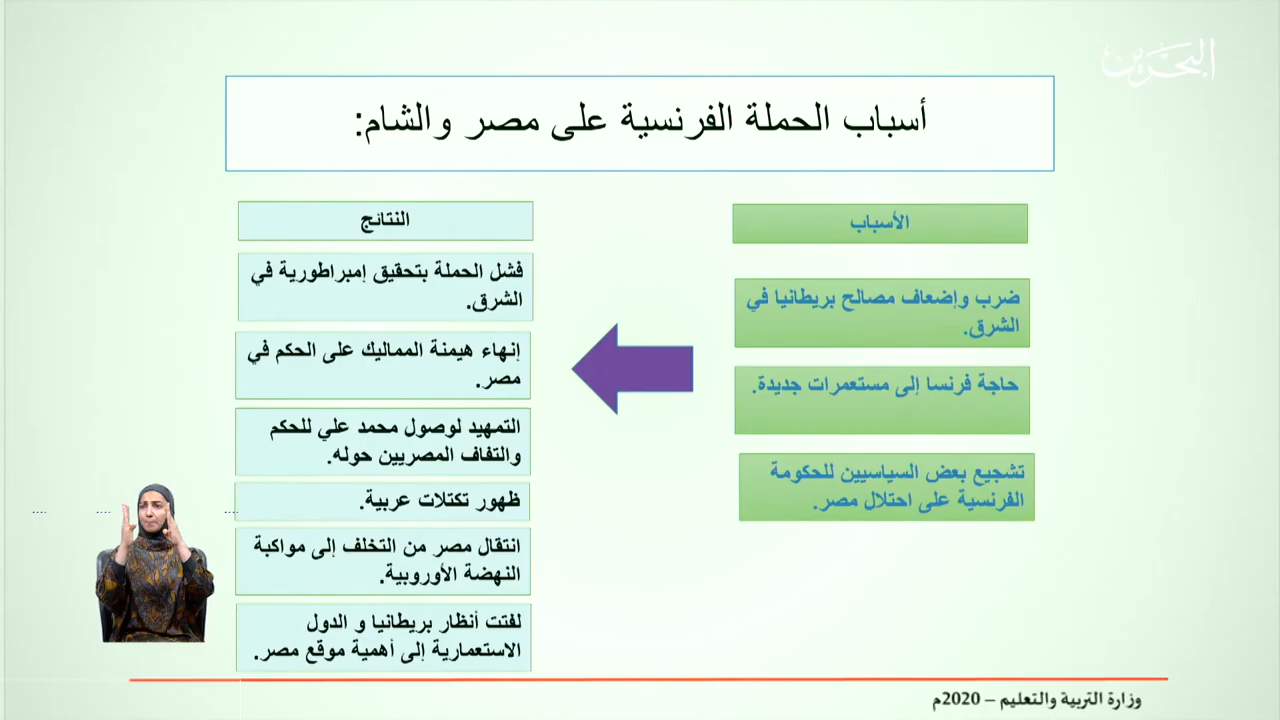 البحرين
أسباب الحملة الفرنسية على مصر والشام:
الأسباب
ضرب وإضعاف مصالح بريطانيا في
الشرق.
حاجة فرنسا إلى مستعمرات جديدة.
تشجيع بعض السياسيين للحكومة
الفرنسية على احتلال مصر.
النتائج
فشل الحملة بتحقيق إمبراطورية في
الشرق.
إنهاء هيمنة المماليك على الحكم في
مصر.
التمهيد لوصول محمد علي للحكم
والتفاف المصريين حوله.
ظهور تكتلات عربية.
انتقال مصر من التخلف إلى مواكبة
النهضة الأوروبية.
لفتت أنظار بريطانيا و الدول
الاستعمارية إلى أهمية موقع مصر.
وزارة التربية والتعليم – 2020م